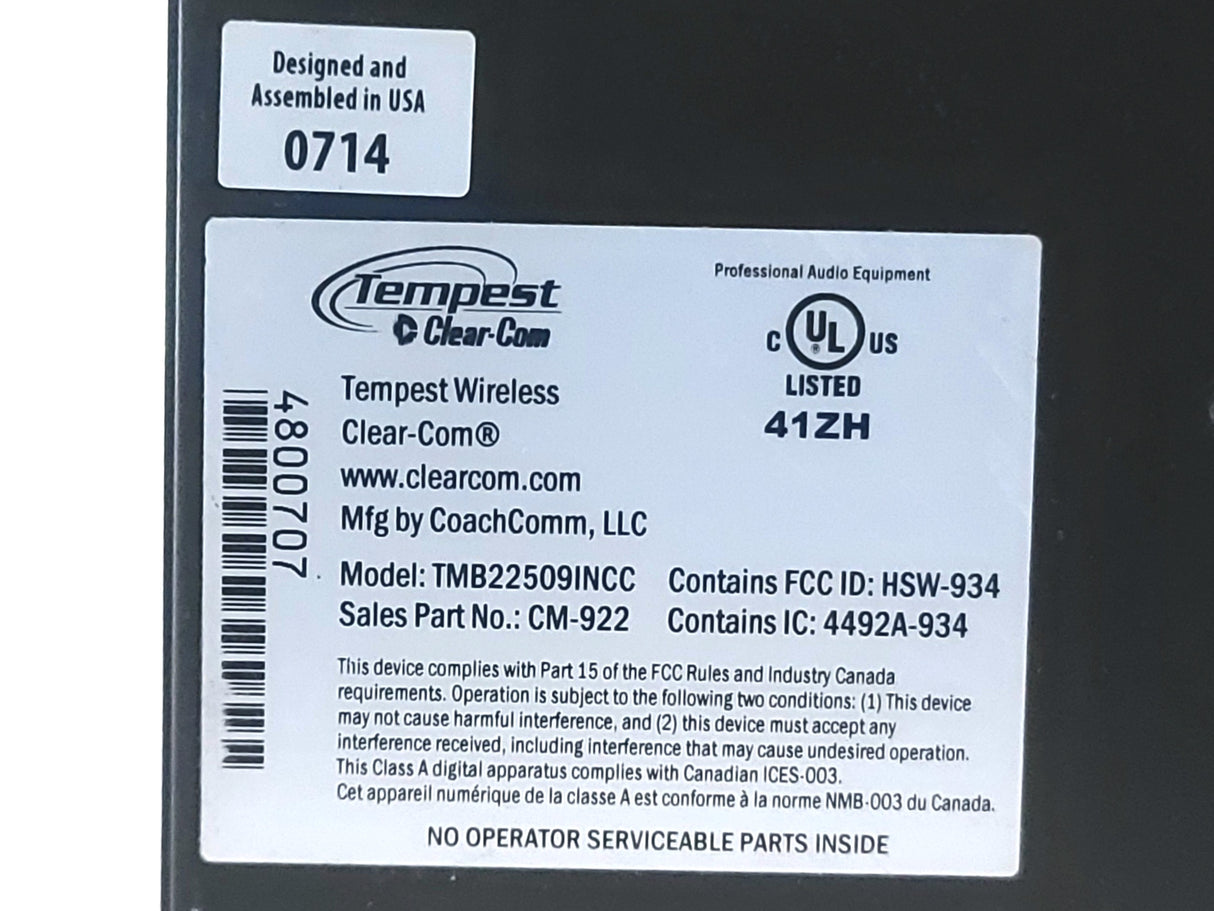 Designed and
Assembled in USA
0714
Tempest
Clear-Com
Professional Audio Equipment
C UL US
®
LISTED
41ZH
4800707
Tempest Wireless
Clear-Com®
www.clearcom.com
Mfg by CoachComm, LLC
Model: TMB22509INCC Contains FCC ID: HSW-934
Sales Part No.: CM-922 Contains IC: 4492A-934
This device complies with Part 15 of the FCC Rules and Industry Canada
requirements. Operation is subject to the following two conditions: (1) This device
may not cause harmful interference, and (2) this device must accept any
interference received, including interference that may cause undesired operation.
This Class A digital apparatus complies with Canadian ICES-003.
Cet appareil numérique de la classe A est conforme à la norme NMB-003 du Canada.
NO OPERATOR SERVICEABLE PARTS INSIDE